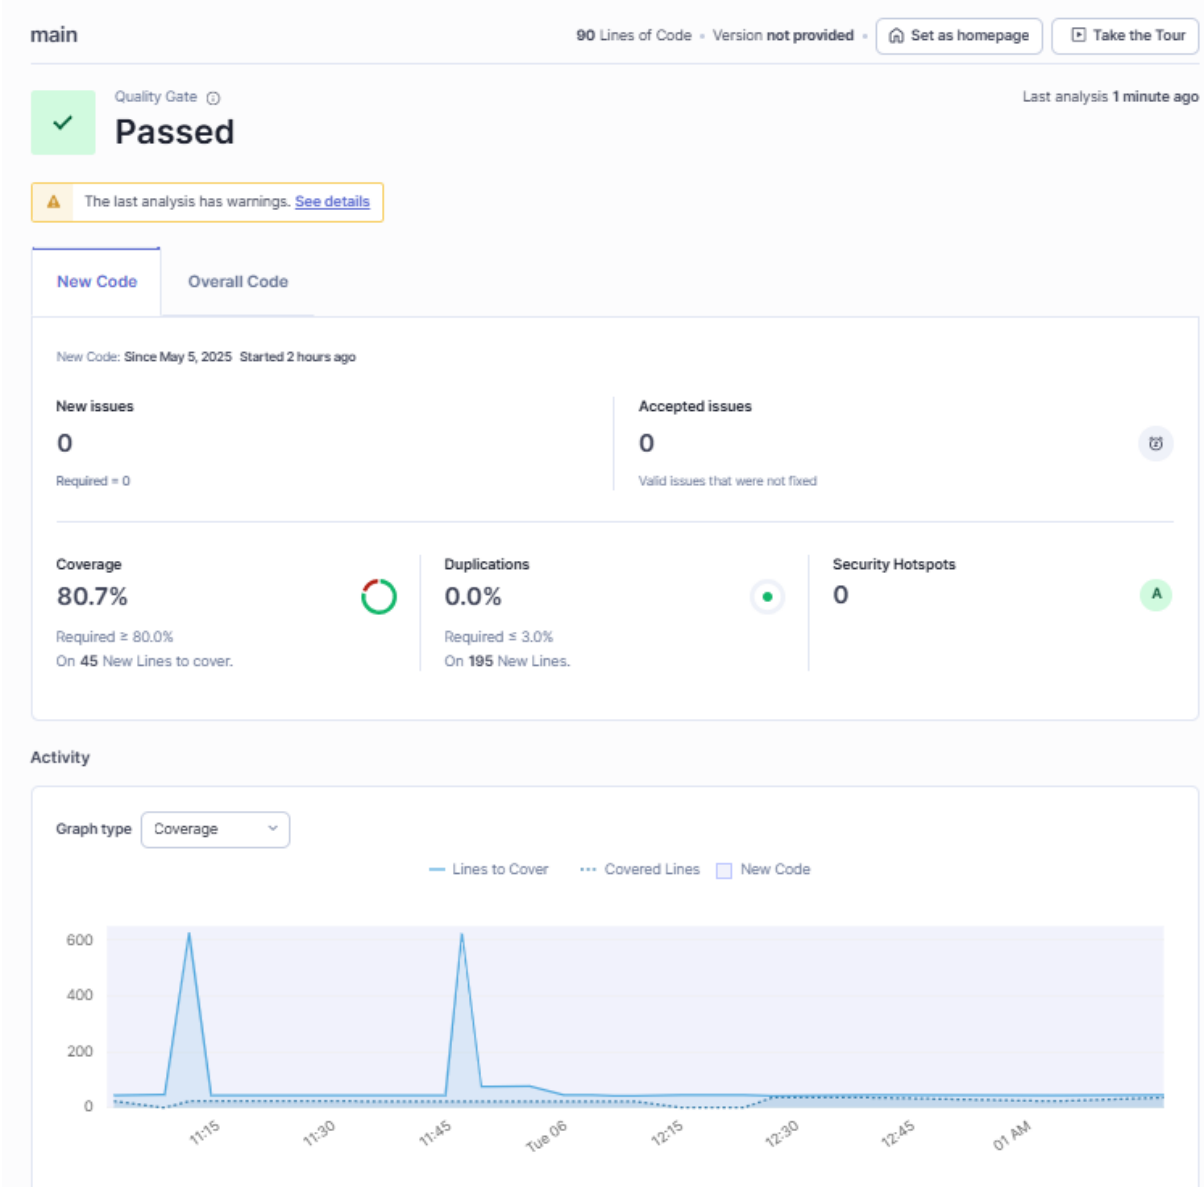 main
90 Lines of Code • Version not provided •
Set as homepage
Take the Tour
Quality Gate
Passed
Last analysis 1 minute ago
The last analysis has warnings. See details
New Code
Overall Code
New Code: Since May 5, 2025 Started 2 hours ago
New issues
0
Required = 0
Accepted issues
0
Valid issues that were not fixed
Coverage
80.7%
Required ≥ 80.0%
On 45 New Lines to cover.
Duplications
0.0%
Required ≤ 3.0%
On 195 New Lines.
Security Hotspots
0
A
Activity
Graph type
Coverage
Lines to Cover
Covered Lines
New Code
600
400
200
0
11:15
11:30
11:45
Tue 06
12:15
12:30
12:45
01 AM